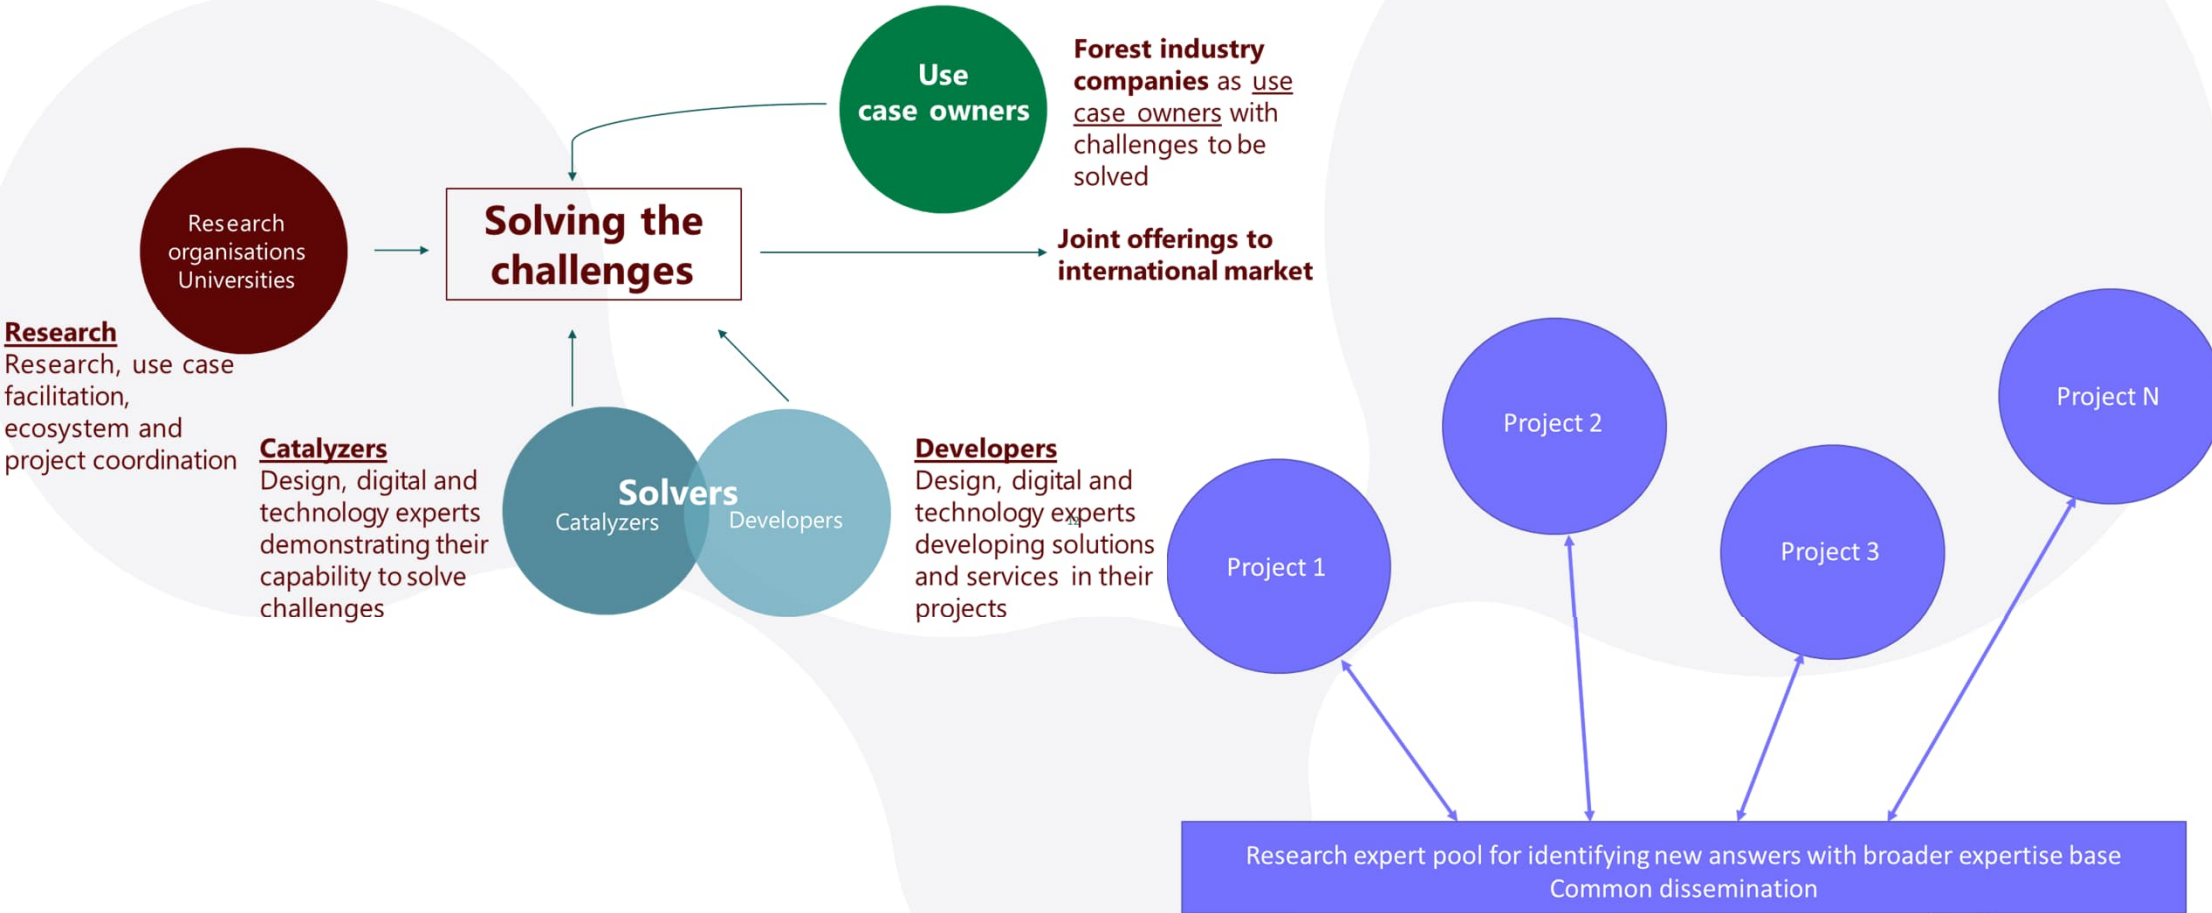 Use
case owners
Forest industry
companies as use
case owners with
challenges to be
solved
Research
organisations
Universities
Solving the
challenges
Joint offerings to
international market
Research
Research, use case
facilitation,
ecosystem and
project coordination
Catalyzers
Design, digital and
technology experts
demonstrating their
capability to solve
challenges
Solvers
Catalyzers
Developers
Developers
Design, digital and
technology experts
developing solutions
and services in their
projects
12
Project 1
Project 2
Project 3
Project N
Research expert pool for identifying new answers with broader expertise base
Common dissemination